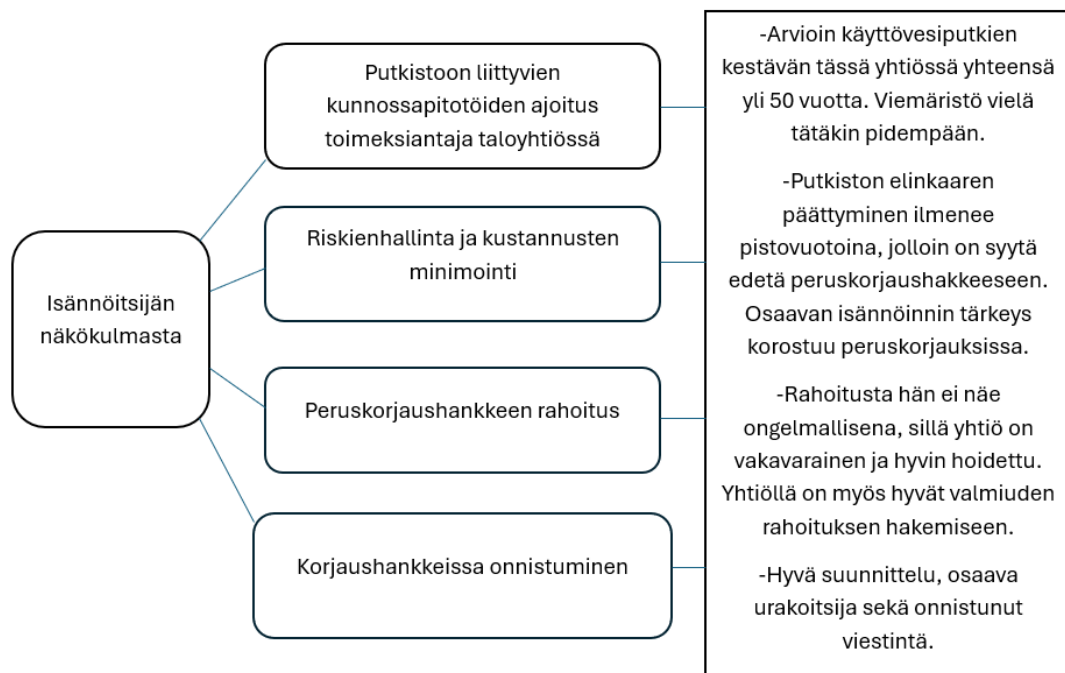 Isännöitsijän
näkökulmasta
Putkistoon liittyvien
kunnossapitotöiden ajoitus
toimeksiantaja taloyhtiössä
Riskienhallinta ja kustannusten
minimointi
Peruskorjaushankkeen rahoitus
Korjaushankkeissa onnistuminen
-Arvioin käyttövesiputkien
kestävän tässä yhtiössä yhteensä
yli 50 vuotta. Viemäristö vielä
tätäkin pidempään.
-Putkiston elinkaaren
päättyminen ilmenee
pistovuotoina, jolloin on syytä
edetä peruskorjaushakkeeseen.
Osaavan isännöinnin tärkeys
korostuu peruskorjauksissa.
-Rahoitusta hän ei näe
ongelmallisena, sillä yhtiö on
vakavarainen ja hyvin hoidettu.
Yhtiöllä on myös hyvät valmiuden
rahoituksen hakemiseen.
-Hyvä suunnittelu, osaava
urakoitsija sekä onnistunut
viestintä.